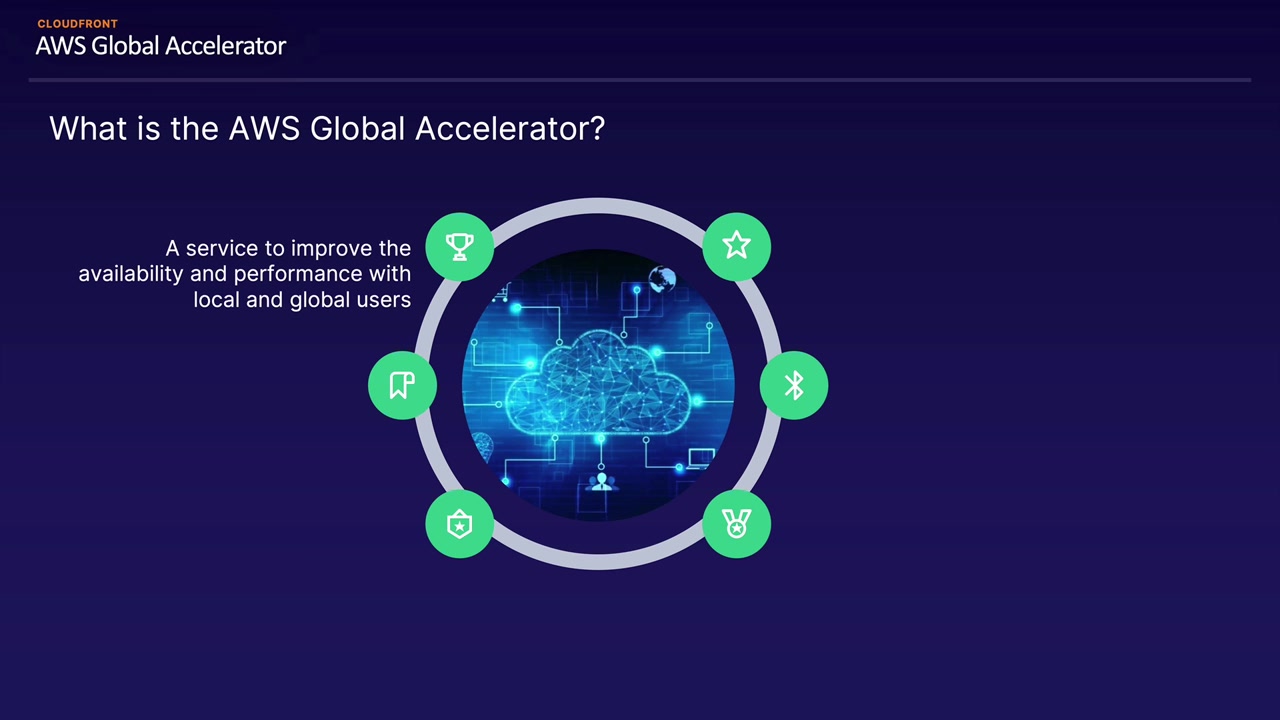 CLOUDFRONT
AWS Global Accelerator
What is the AWS Global Accelerator?
A service to improve the
availability and performance with
local and global users